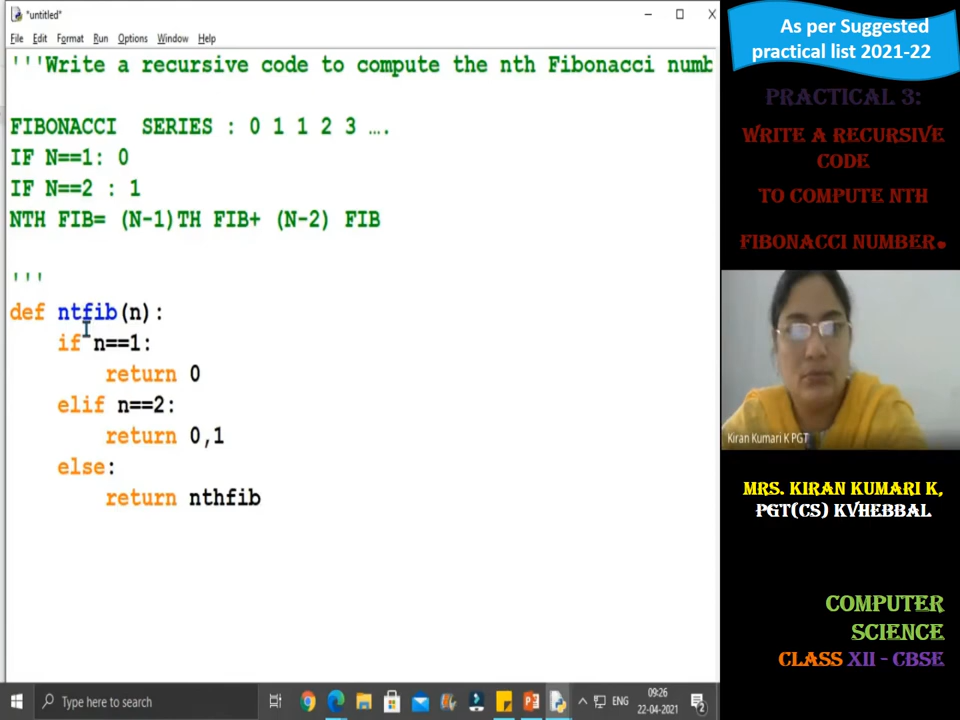 *untitled*
File Edit Format Run Options Window Help
'''Write a recursive code to compute the nth Fibonacci numb
FIBONACCI SERIES : 0 1 1 2 3 ….
IF N==1: 0
IF N==2 : 1
NTH FIB= (N-1)TH FIB+ (N-2) FIB
'''
def ntfib(n):
if n==1:
return 0
elif n==2:
return 0,1
else:
return nthfib
Type here to search
ENG
09:26
22-04-2021
2
As per Suggested
practical list 2021-22
PRACTICAL 3:
WRITE A RECURSIVE
CODE
TO COMPUTE NTH
FIBONACCI NUMBER.
Kiran Kumari K PGT
MRS. KIRAN KUMARI K,
PGT(CS) KVHEBBAL
COMPUTER
SCIENCE
CLASS XII - CBSE